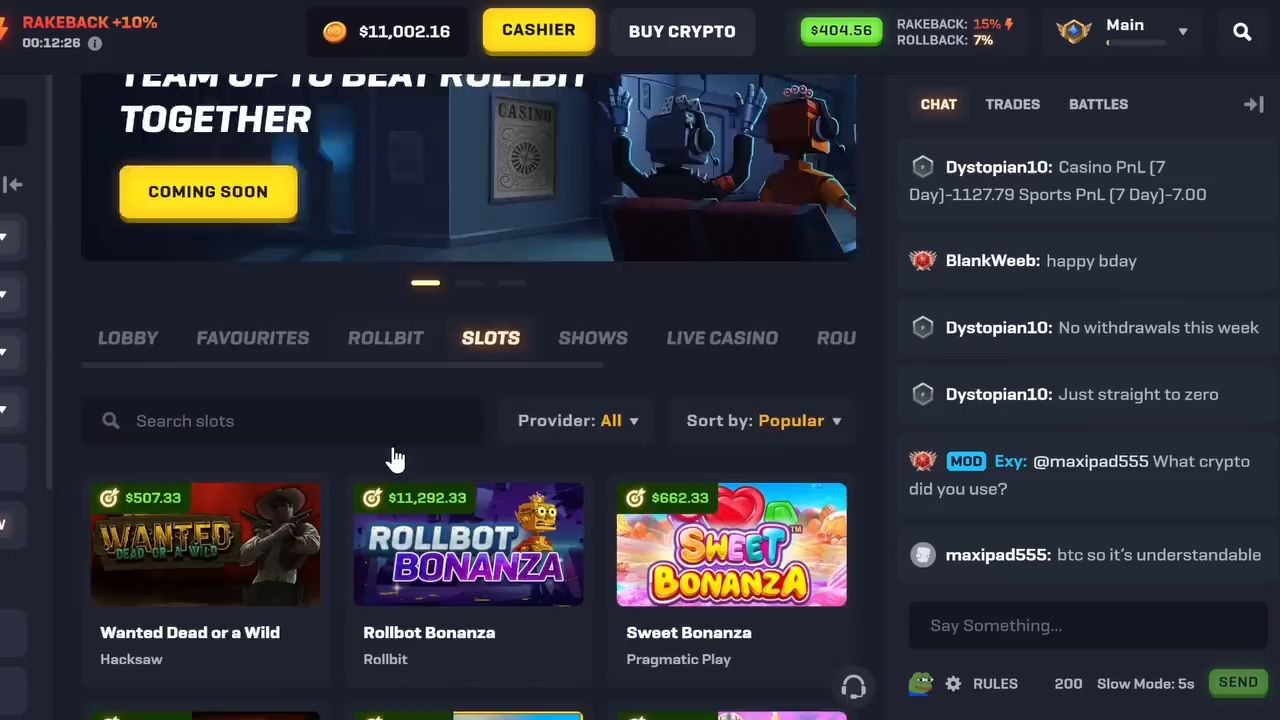 RAKEBACK +10%
00:12:26
$11,002.16
CASHIER
BUY CRYPTO
$404.56
RAKEBACK: 15%
ROLLBACK: 7%
Main
TEAM UP TO BEAT ROLLBIT
TOGETHER
CASINO
COMING SOON
LOBBY FAVOURITES ROLLBIT SLOTS SHOWS LIVE CASINO ROU
Search slots
Provider: All
Sort by: Popular
$507.33
WANTED
DEAD OR A WILD
Wanted Dead or a Wild
Hacksaw
$11,292.33
ROLLBOT
BONANZA
Rollbot Bonanza
Rollbit
$662.33
SWEET
BONANZA
TM
Sweet Bonanza
Pragmatic Play
CHAT TRADES BATTLES
Dystopian10: Casino PnL [7
Day]-1127.79 Sports PnL [7 Day]-7.00
BlankWeeb: happy bday
Dystopian10: No withdrawals this week
Dystopian10: Just straight to zero
MOD Exy: @maxipad555 What crypto
did you use?
maxipad555: btc so it's understandable
Say Something...
RULES
200 Slow Mode: 5s
SEND